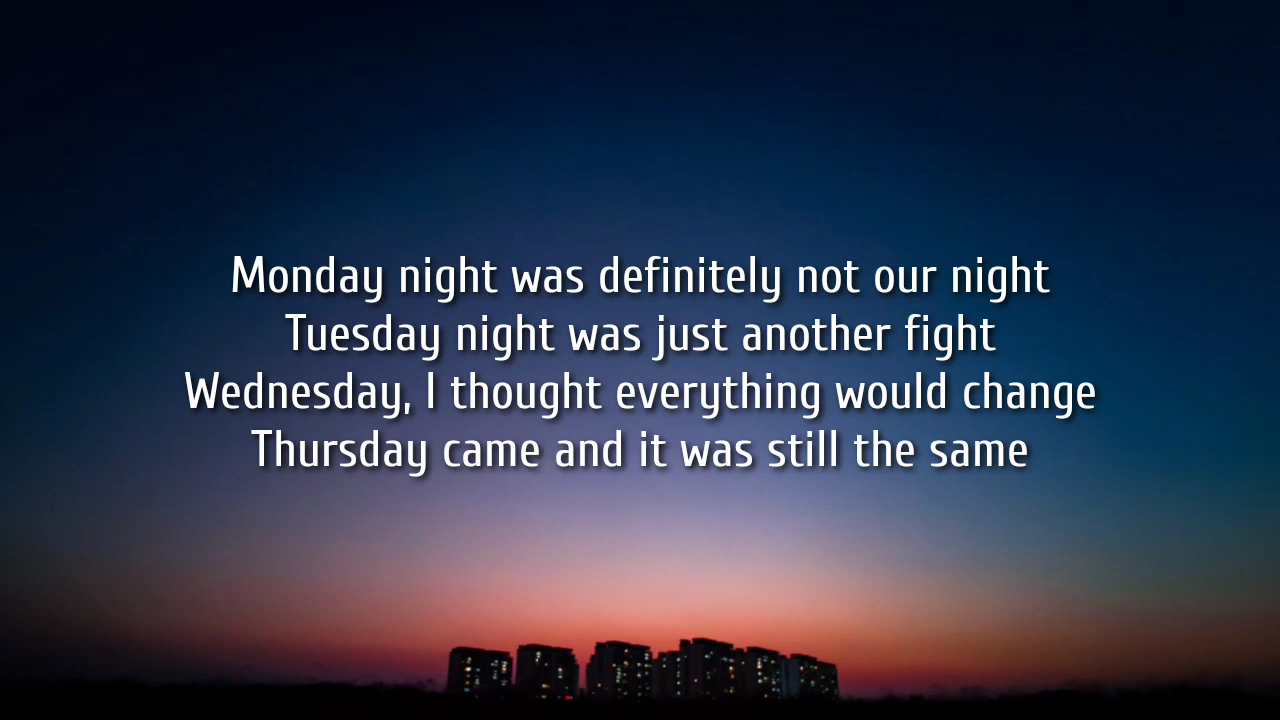 Monday night was definitely not our night
Tuesday night was just another fight
Wednesday, I thought everything would change
Thursday came and it was still the same